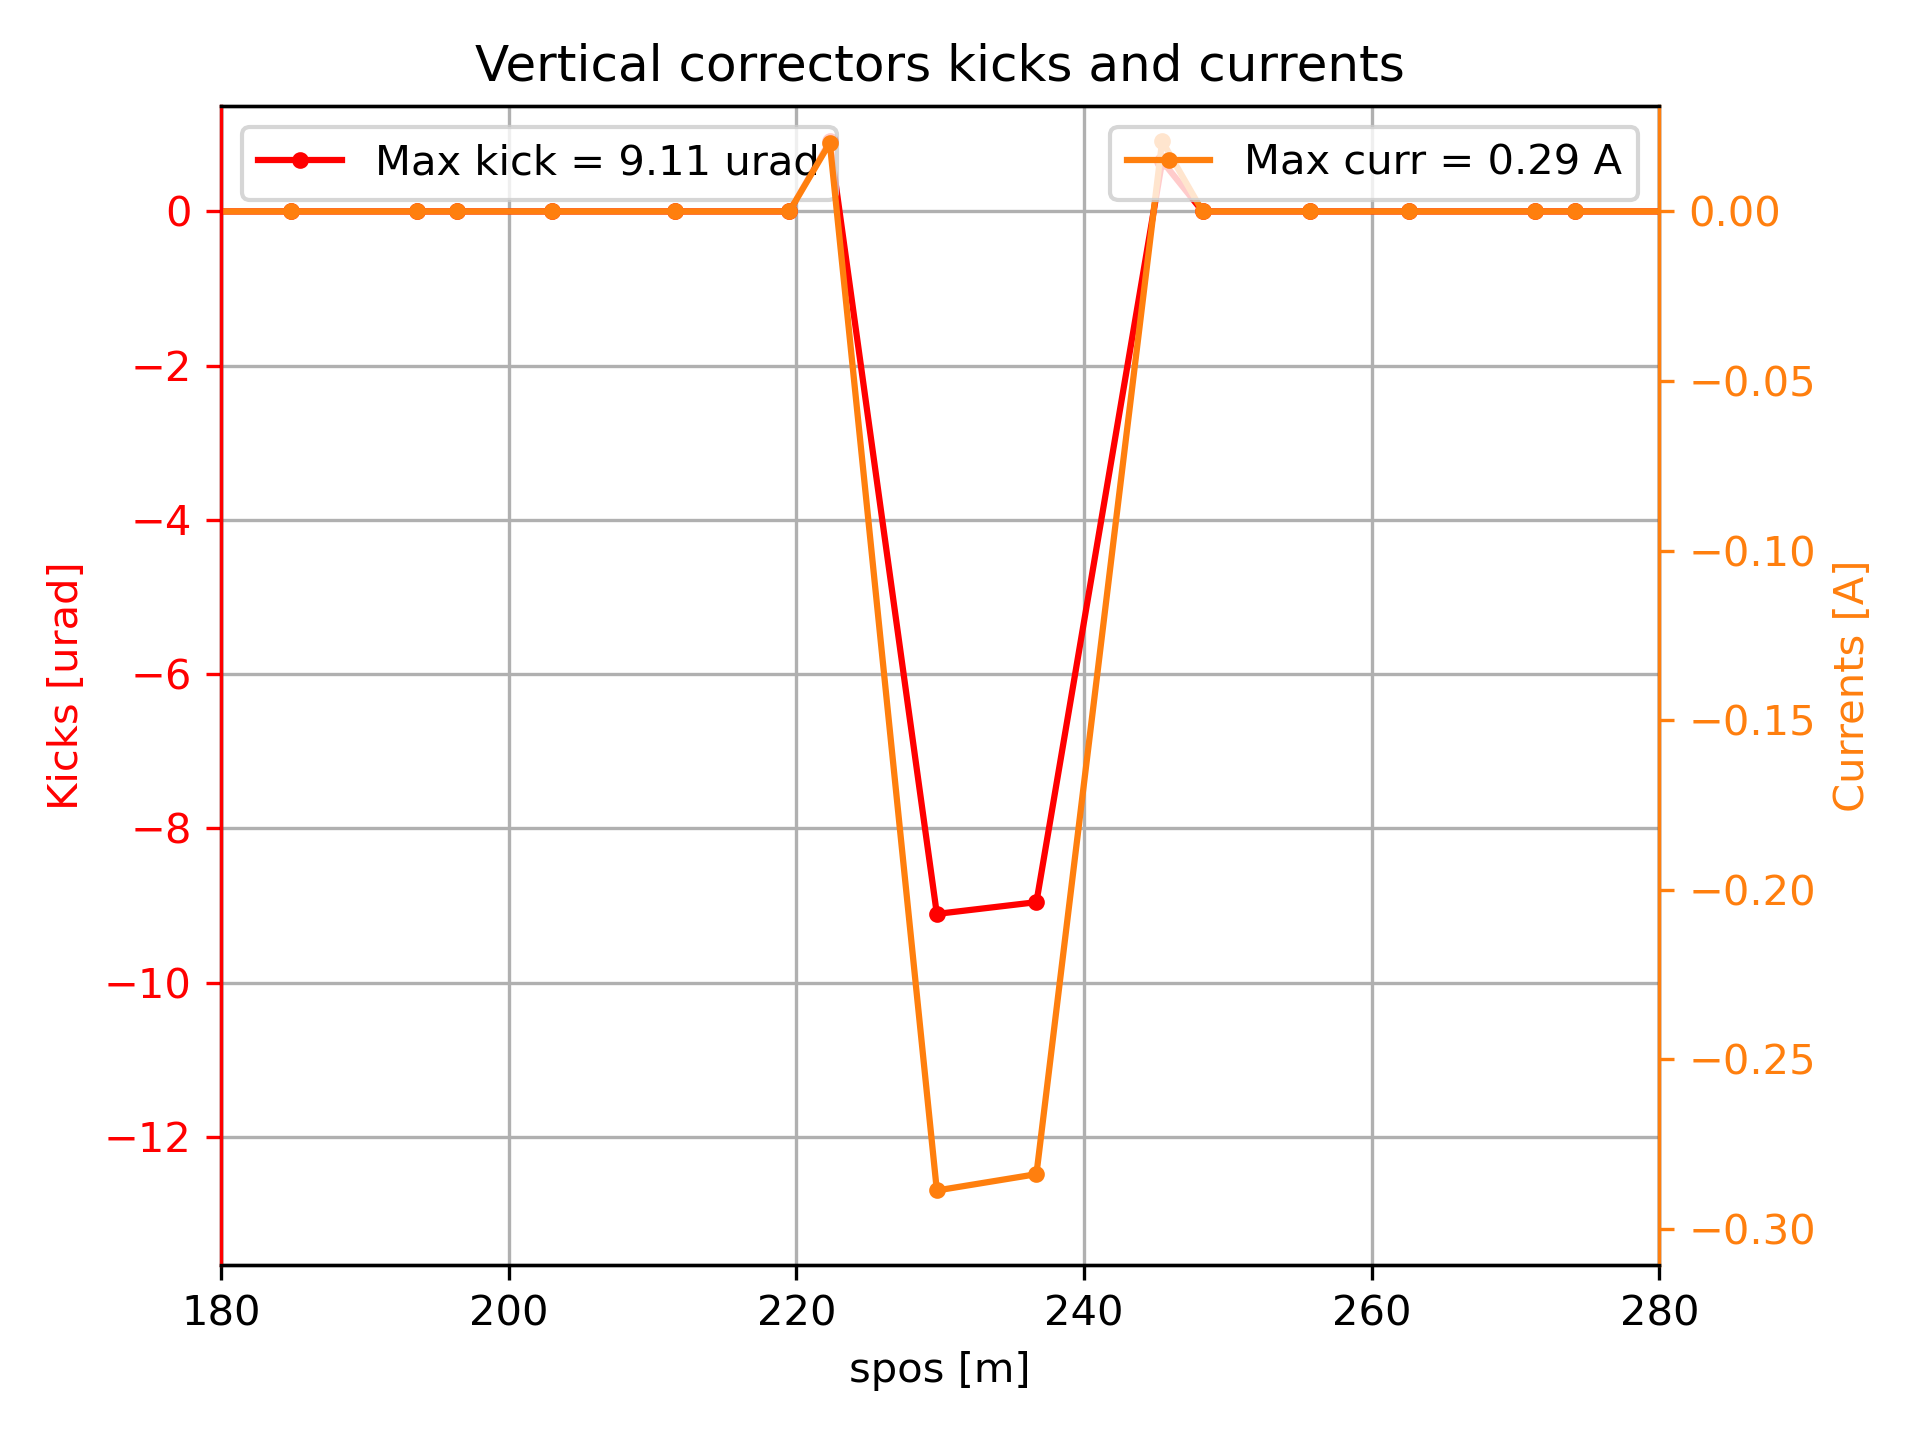 Vertical correctors kicks and currents
Max kick = 9.11 urad
Max curr = 0.29 A
0
−2
−4
−6
−8
−10
−12
Kicks [urad]
0.00
−0.05
−0.10
−0.15
−0.20
−0.25
−0.30
Currents [A]
180 200 220 240 260 280
spos [m]